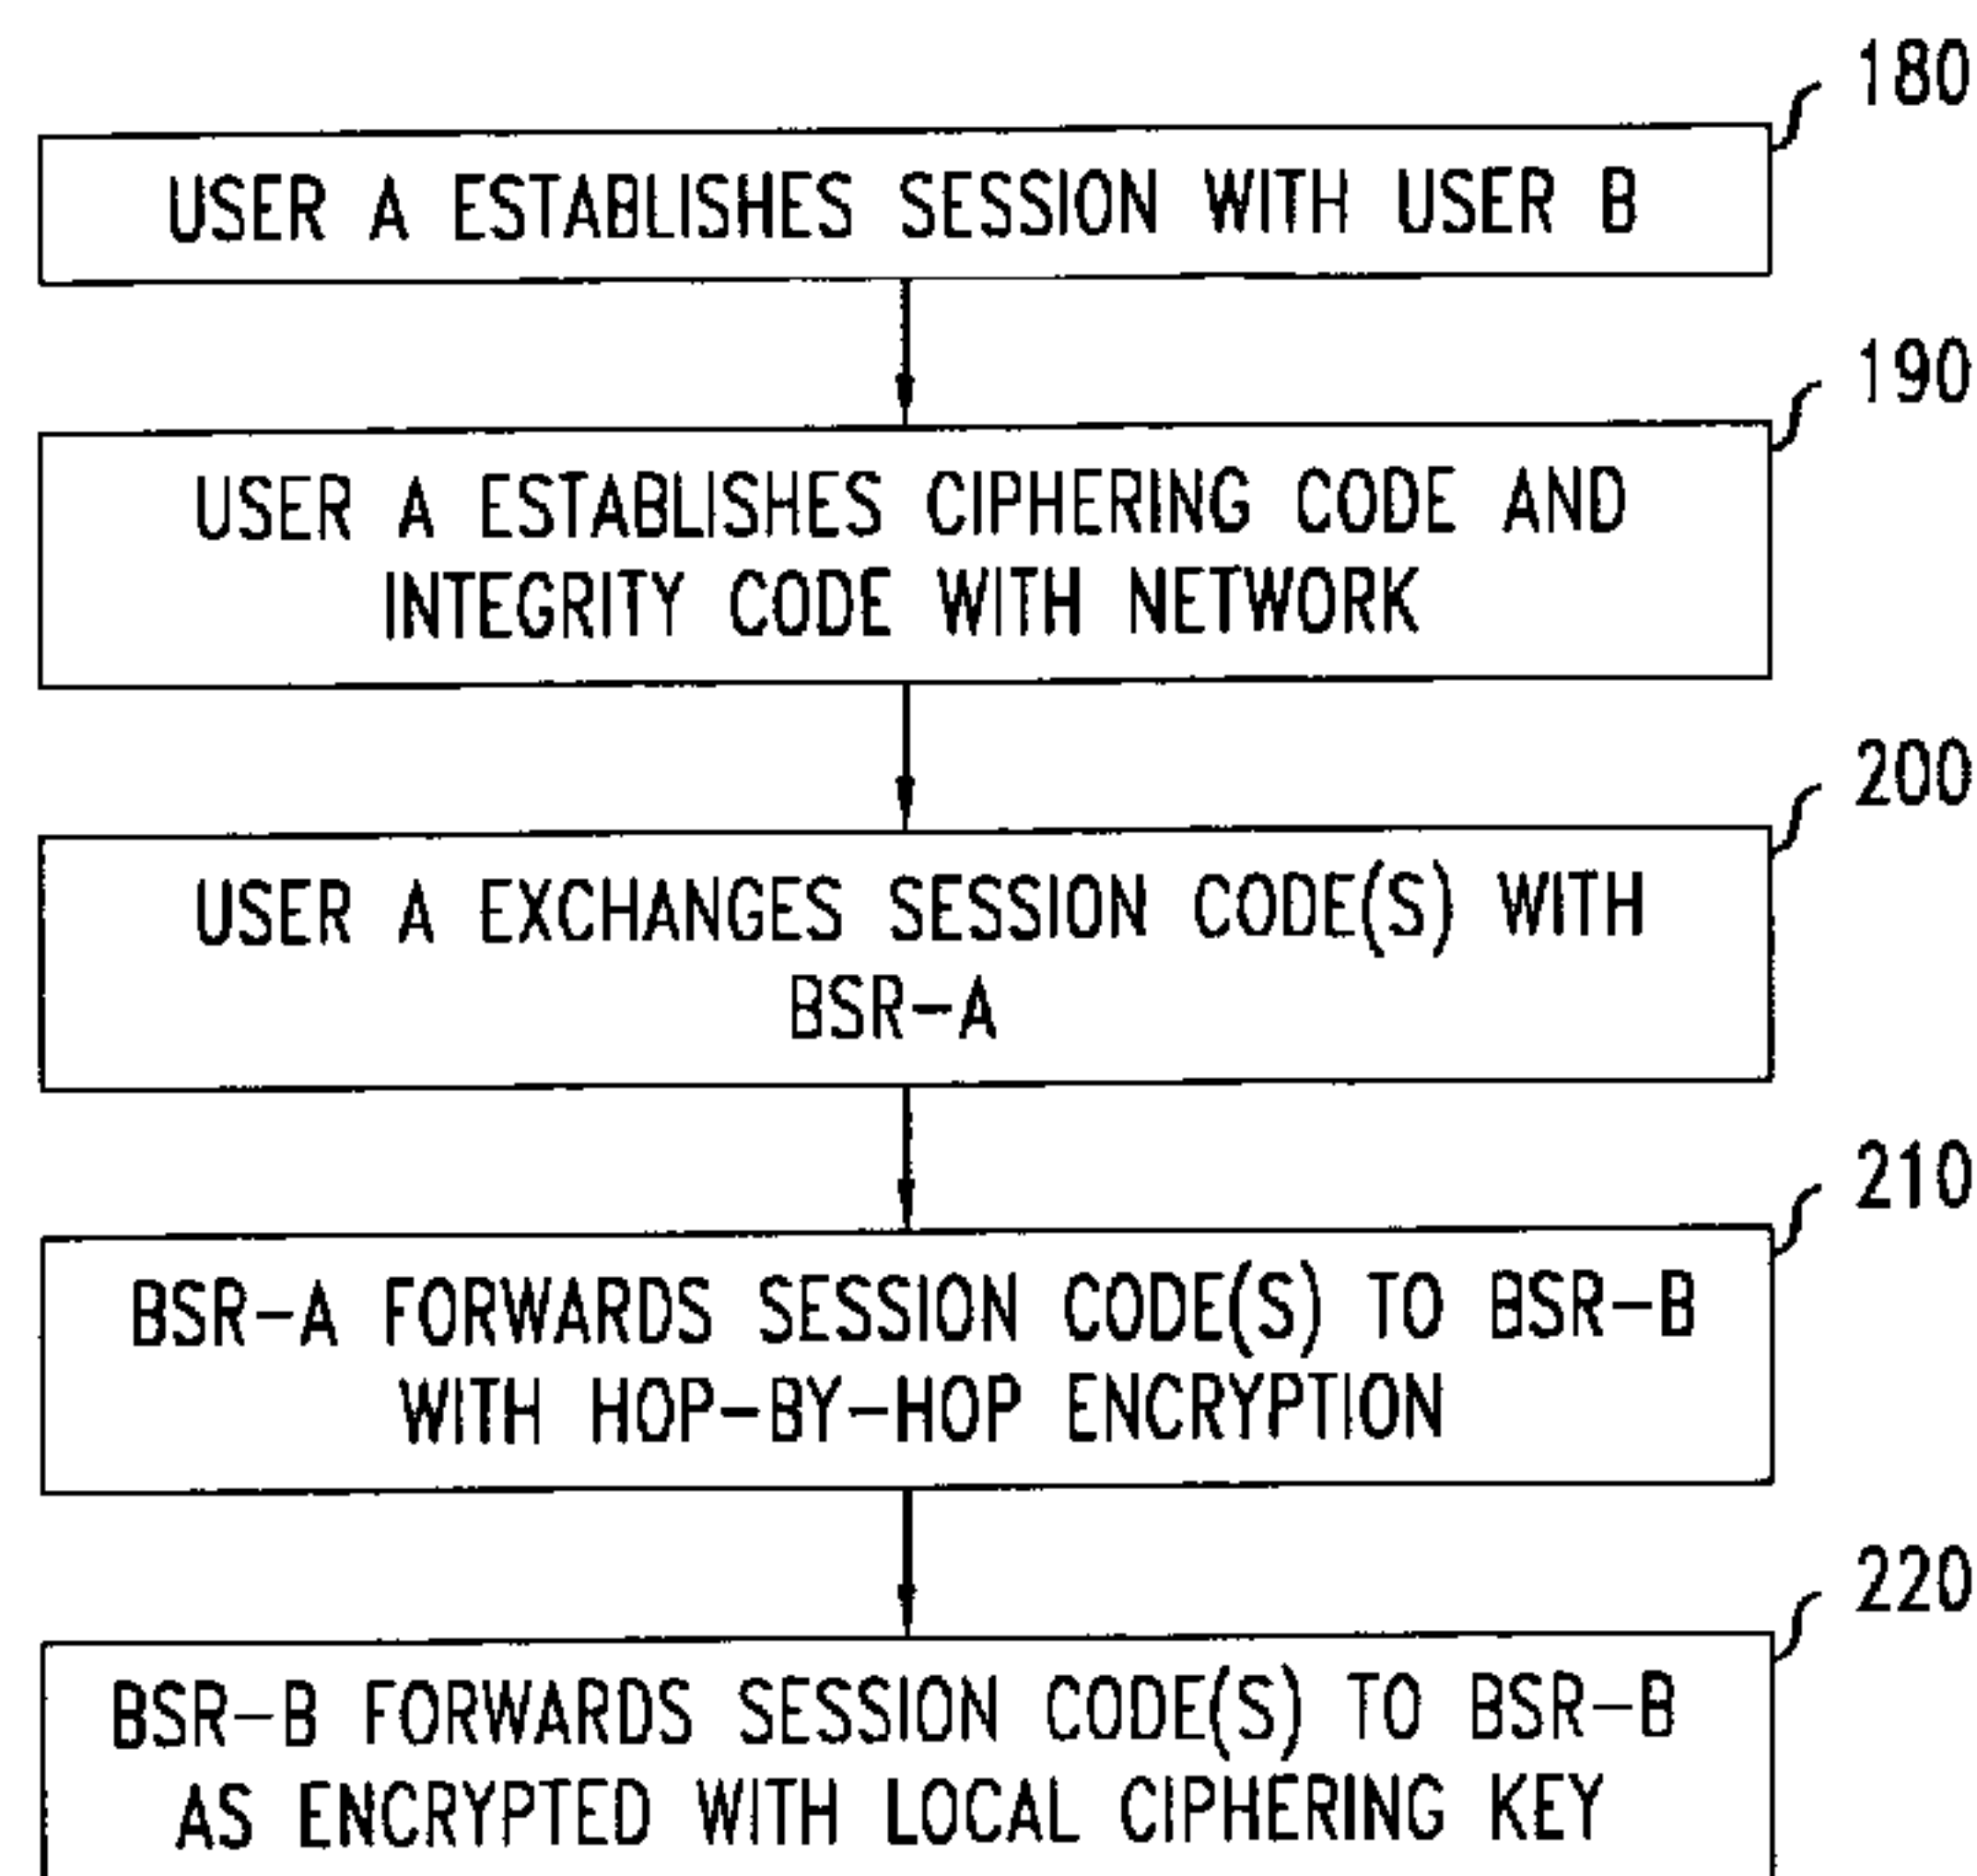 180
USER A ESTABLISHES SESSION WITH USER B
190
USER A ESTABLISHES CIPHERING CODE AND
INTEGRITY CODE WITH NETWORK
200
USER A EXCHANGES SESSION CODE(S) WITH
BSR-A
210
BSR-A FORWARDS SESSION CODE(S) TO BSR-B
WITH HOP-BY-HOP ENCRYPTION
220
BSR-B FORWARDS SESSION CODE(S) TO BSR-B
AS ENCRYPTED WITH LOCAL CIPHERING KEY